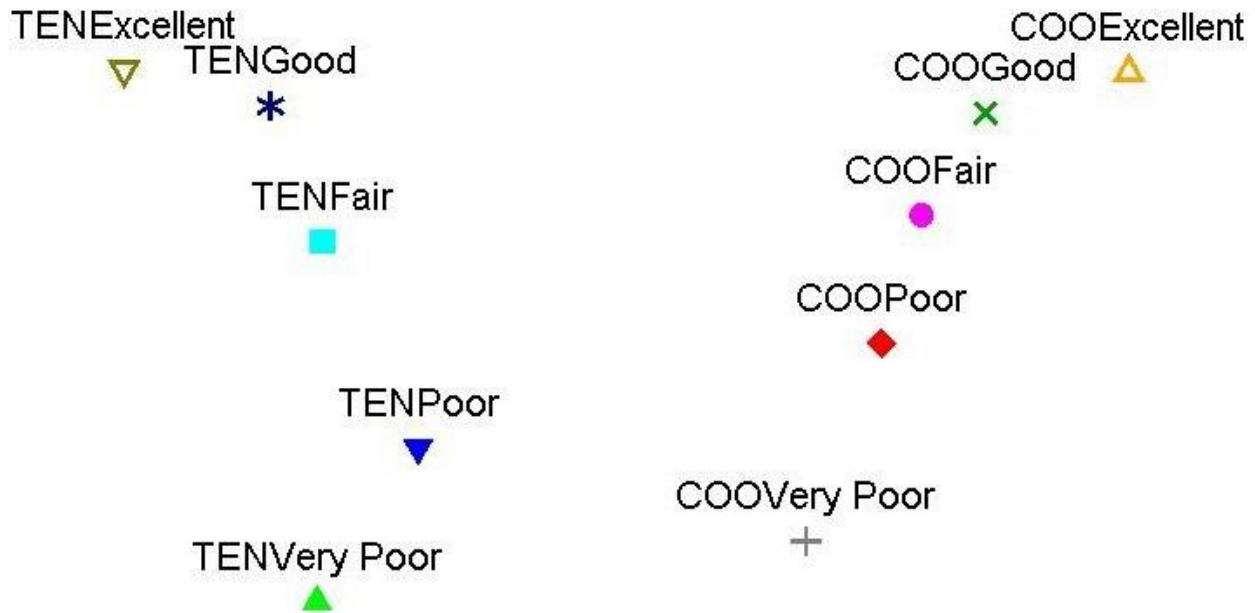 TENExcellent
COOExcellent
TENGood
COOGood
COOFair
TENFair
COOPoor
TENPoor
COOVery Poor
TENVery Poor